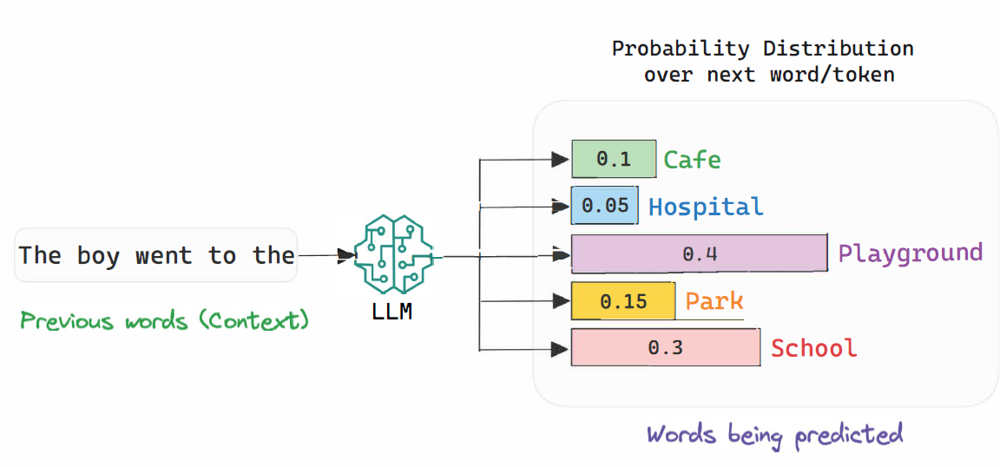 Probability Distribution
over next word/token
0.1 Cafe
0.05 Hospital
The boy went to the
0.4 Playground
0.15 Park
LLM
Previous words (Context)
0.3 School
Words being predicted